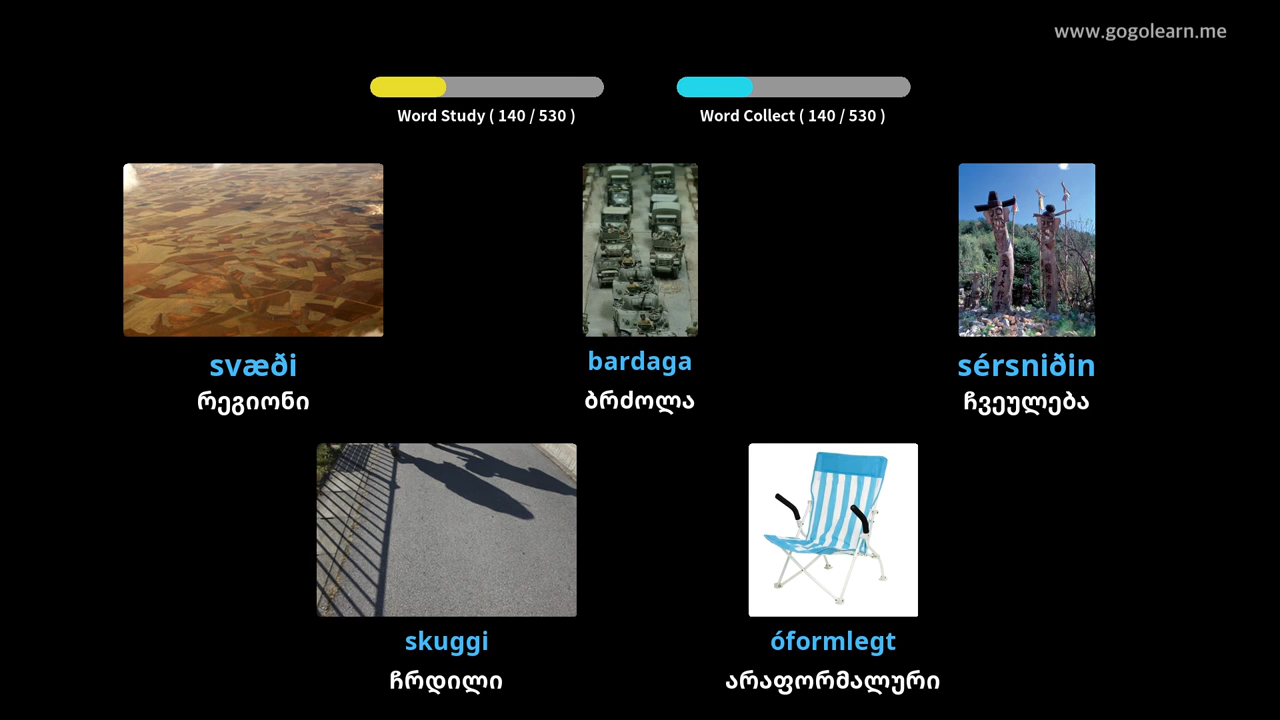 www.gogolearn.me
Word Study ( 140 / 530 )
Word Collect ( 140 / 530 )
svæði
რეგიონი
bardaga
ბრძოლა
sérsniðin
ჩვეულება
skuggi
ჩრდილი
óformlegt
არაფორმალური